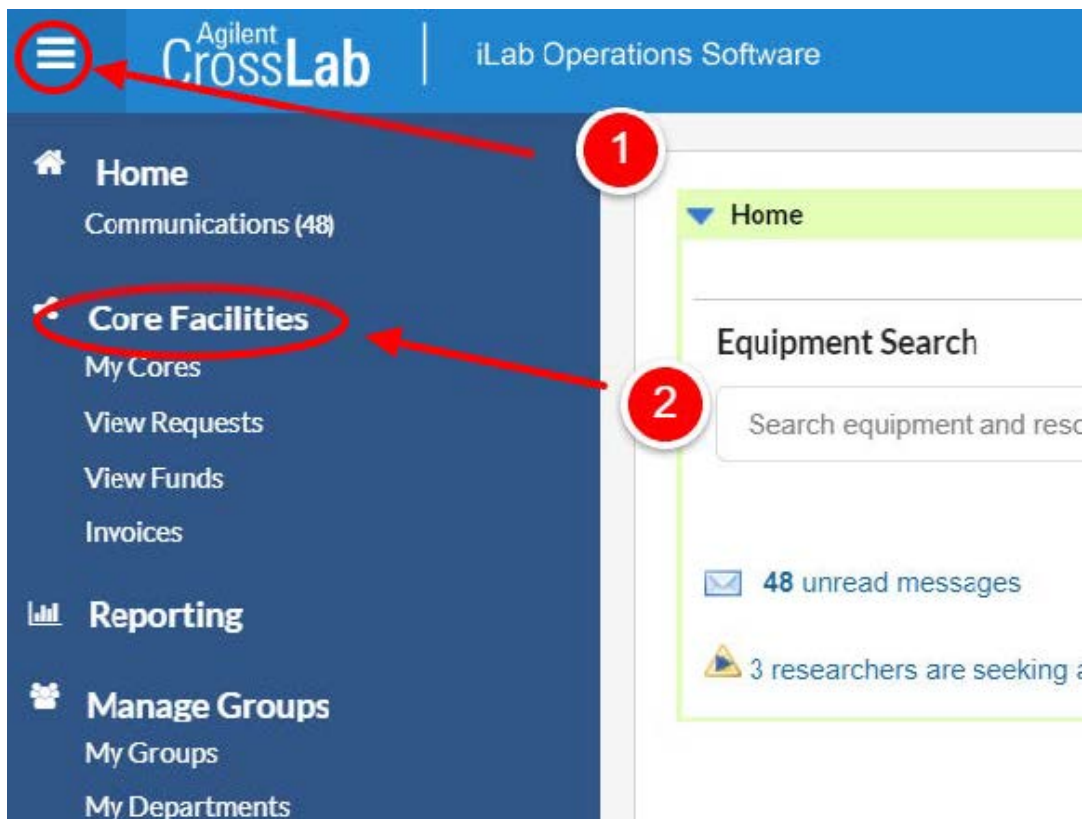 Agilent
CrossLab
iLab Operations Software
1
Home
Communications (48)
Core Facilities
My Cores
View Requests
View Funds
Invoices
Reporting
Manage Groups
My Groups
My Departments
Home
Equipment Search
2
Search equipment and reso
48 unread messages
3 researchers are seeking a